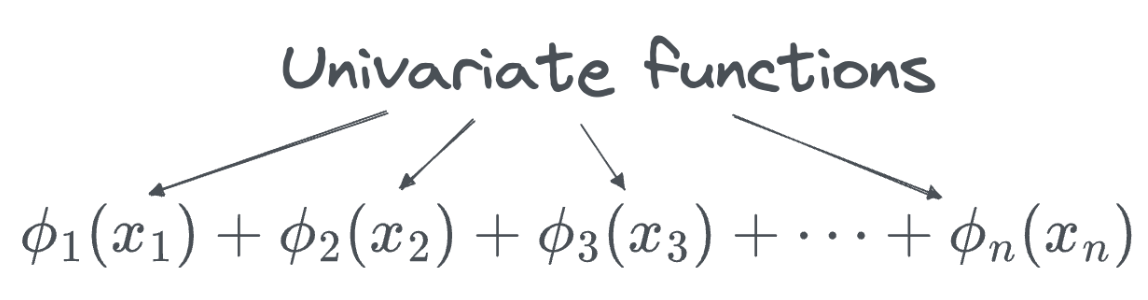 Univariate functions
ϕ₁(x₁) + ϕ₂(x₂) + ϕ₃(x₃) + ⋯ + ϕₙ(xₙ)